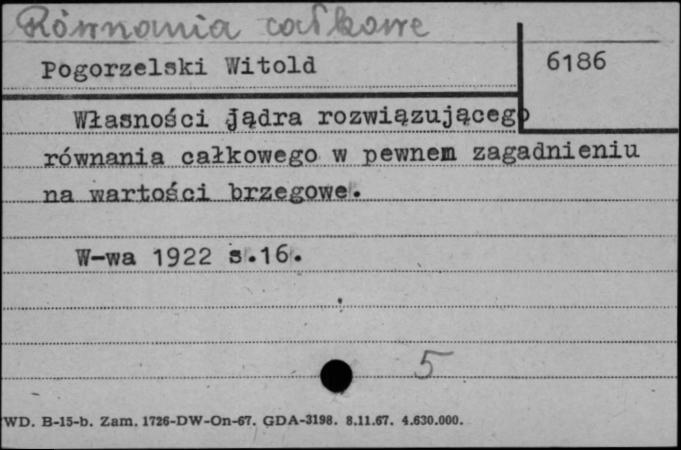 Równania całkowe
Pogorzelski Witold
6186
Własności jądra rozwiązującego
równania całkowego w pewnem zagadnieniu
na wartości brzegowe.
W-wa 1922 s.16.
5
WD. B-15-b. Zam. 1726-DW-On-67. GDA-3198. 8.11.67. 4.630.000.